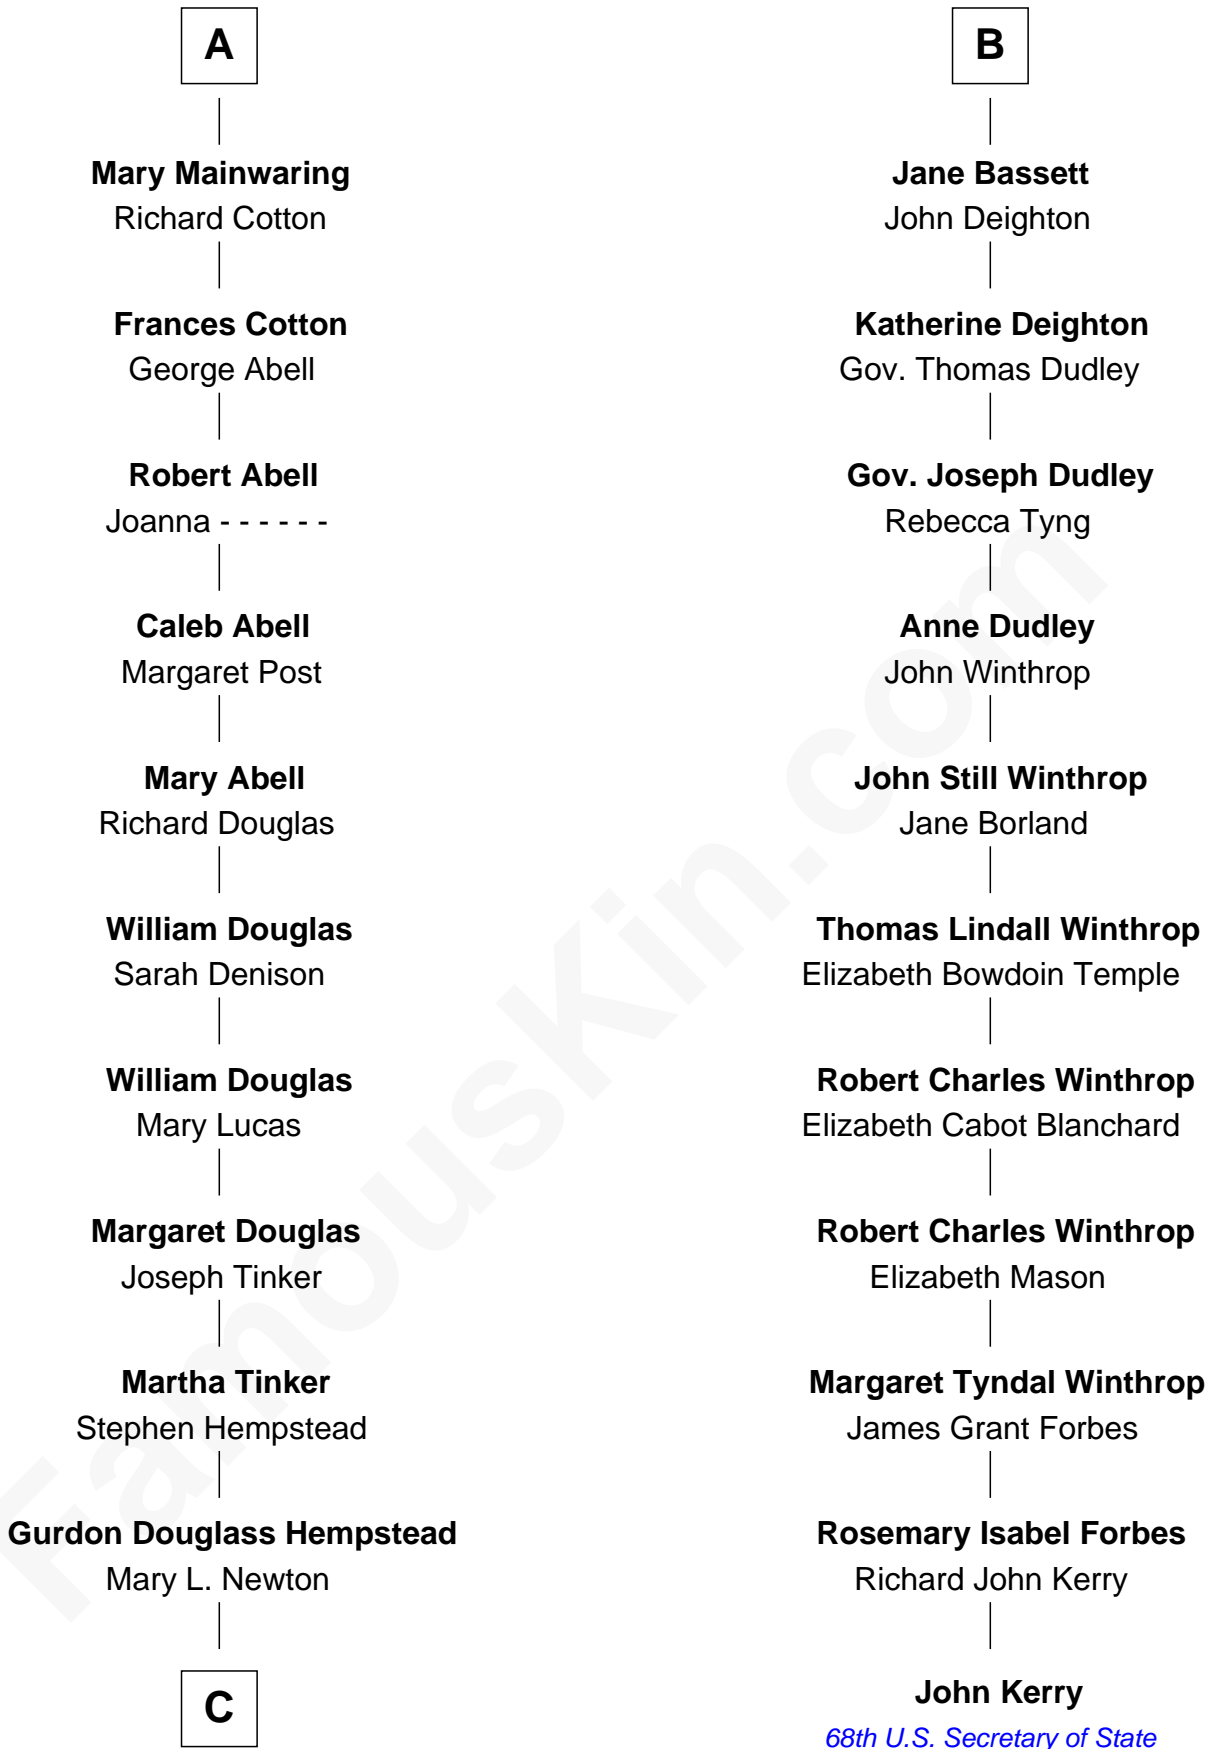 A
Mary Mainwaring
Richard Cotton
Frances Cotton
George Abell
Robert Abell
Joanna - - - - - -
Caleb Abell
Margaret Post
Mary Abell
Richard Douglas
William Douglas
Sarah Denison
William Douglas
Mary Lucas
Margaret Douglas
Joseph Tinker
Martha Tinker
Stephen Hempstead
Gurdon Douglass Hempstead
Mary L. Newton
C
B
Jane Bassett
John Deighton
Katherine Deighton
Gov. Thomas Dudley
Gov. Joseph Dudley
Rebecca Tyng
Anne Dudley
John Winthrop
John Still Winthrop
Jane Borland
Thomas Lindall Winthrop
Elizabeth Bowdoin Temple
Robert Charles Winthrop
Elizabeth Cabot Blanchard
Robert Charles Winthrop
Elizabeth Mason
Margaret Tyndal Winthrop
James Grant Forbes
Rosemary Isabel Forbes
Richard John Kerry
John Kerry
68th U.S. Secretary of State
FamousKin.com